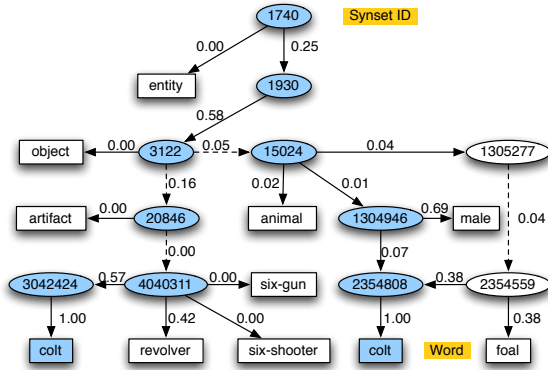 1740 Synset ID
0.00 0.25
entity 1930
0.58
object 0.00 3122 0.05 15024 0.04 1305277
0.16 0.02 0.01
artifact 0.00 20846 animal 1304946 0.69 male 0.04
0.00 0.07
3042424 0.57 4040311 0.00 six-gun 2354808 0.38 2354559
1.00 0.42 0.00 1.00 0.38
colt revolver six-shooter colt Word foal